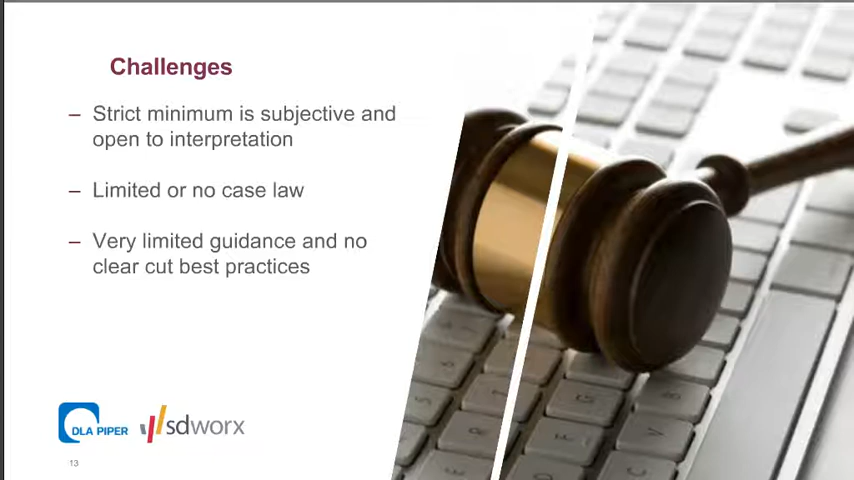 Challenges
– Strict minimum is subjective and
open to interpretation
– Limited or no case law
– Very limited guidance and no
clear cut best practices
DLA PIPER
sdworx
13